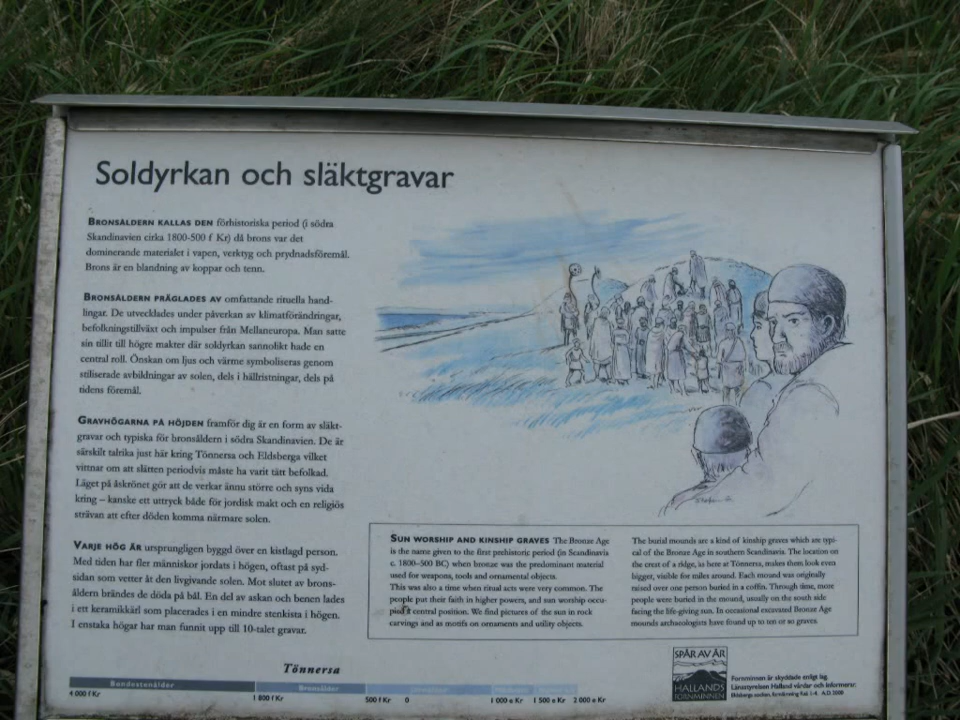 Soldyrkan och släktgravar
BRONSÅLDERN KALLAS DEN förhistoriska period (i södra
Skandinavien cirka 1800-500 f Kr) då brons var det
dominerande materialet i vapen, verktyg och prydnadsföremål.
Brons är en blandning av koppar och tenn.
BRONSÅLDERN PRÄGLADES AV omfattande rituella hand-
lingar. De utvecklades under påverkan av klimatförändringar,
befolkningstillväxt och impulser från Mellaneuropa. Man satte
sin tillit till högre makter där soldyrkan sannolikt hade en
central roll. Önskan om ljus och värme symboliseras genom
stiliserade avbildningar av solen, dels i hällristningar, dels på
tidens föremål.
GRAVHÖGARNA PÅ HÖJDEN framför dig är en form av släkt-
gravar och typiska för bronsåldern i södra Skandinavien. De är
särskilt talrika just här kring Tönnersa och Eldsberga vilket
vittnar om att slätten periodvis måste ha varit tätt befolkad.
Läget på åskrönet gör att de verkar ännu större och syns vida
kring – kanske ett uttryck både för jordisk makt och en religiös
strävan att efter döden komma närmare solen.
VARJE HÖG ÄR ursprungligen byggd över en kistlagd person.
Med tiden har fler människor jordats i högen, oftast på syd-
sidan som vetter åt den livgivande solen. Mot slutet av brons-
åldern brändes de döda på bål. En del av askan och benen lades
i ett keramikkärl som placerades i en mindre stenkista i högen.
I enstaka högar har man funnit upp till 10-talet gravar.
SUN WORSHIP AND KINSHIP GRAVES The Bronze Age
is the name given to the first prehistoric period (in Scandinavia
c. 1800-500 BC) when bronze was the predominant material
used for weapons, tools and ornamental objects.
This was also a time when ritual acts were very common. The
people put their faith in higher powers, and sun worship occu-
pied a central position. We find pictures of the sun in rock
carvings and as motifs on ornaments and utility objects.
The burial mounds are a kind of kinship graves which are typi-
cal of the Bronze Age in southern Scandinavia. The location on
the crest of a ridge, as here at Tönnersa, makes them look even
bigger, visible for miles around. Each mound was originally
raised over one person buried in a coffin. Through time, more
people were buried in the mound, usually on the south side
facing the life-giving sun. In occasional excavated Bronze Age
mounds archaeologists have found up to ten or so graves.
Tönnersa
Bondestenålder Bronsålder
4 000 f Kr 1 800 f Kr 500 f Kr 0 1 000 e Kr 1 500 e Kr 2 000 e Kr
SPÅR AV ÅR
HALLANDS
FORNMINNEN
Fornminnen är skyddade enligt lag.
Länsstyrelsen Halland vårdar och informerar.